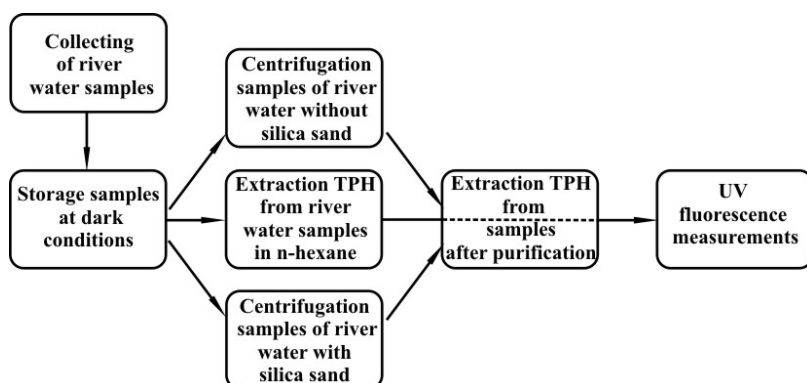 Collecting
of river
water samples
Storage samples
at dark
conditions
Centrifugation
samples of river
water without
silica sand
Extraction TPH
from river
water samples
in n-hexane
Centrifugation
samples of river
water with
silica sand
Extraction TPH
from
samples
after purification
UV
fluorescence
measurements